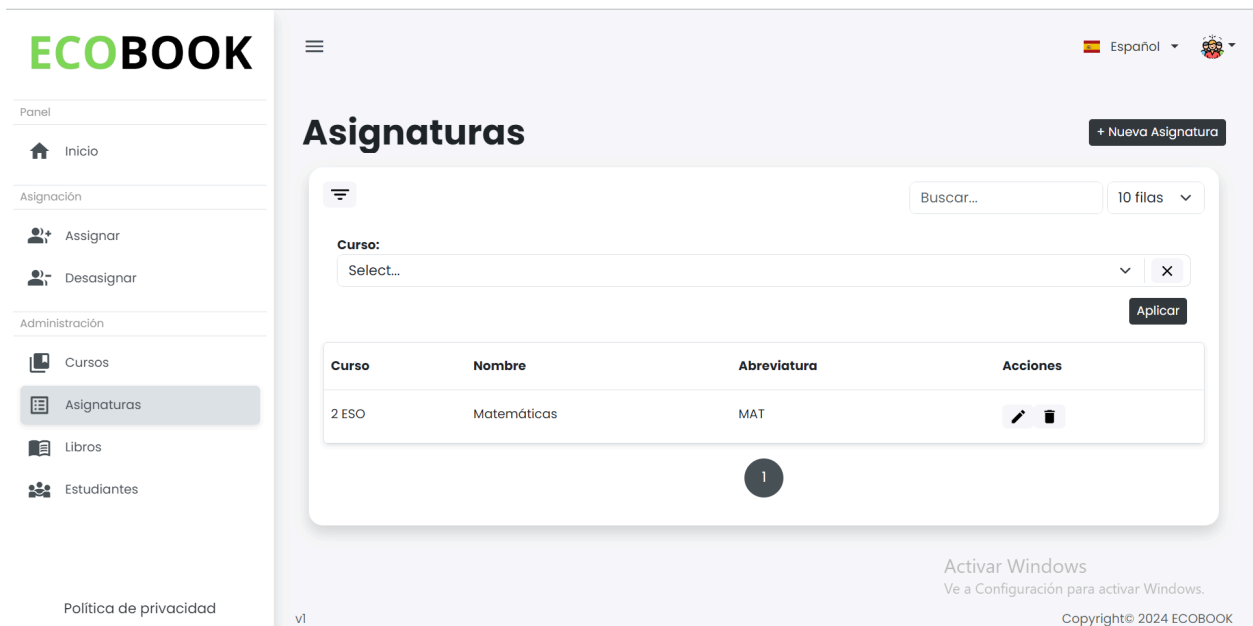 ECOBOOK
Español
Panel
Inicio
Asignación
Assignar
Desasignar
Administración
Cursos
Asignaturas
Libros
Estudiantes
Política de privacidad
Asignaturas
+ Nueva Asignatura
Buscar...
10 filas
Curso:
Select...
Aplicar
Curso Nombre Abreviatura Acciones
2 ESO Matemáticas MAT
1
Activar Windows
Ve a Configuración para activar Windows.
v1
Copyright© 2024 ECOBOOK